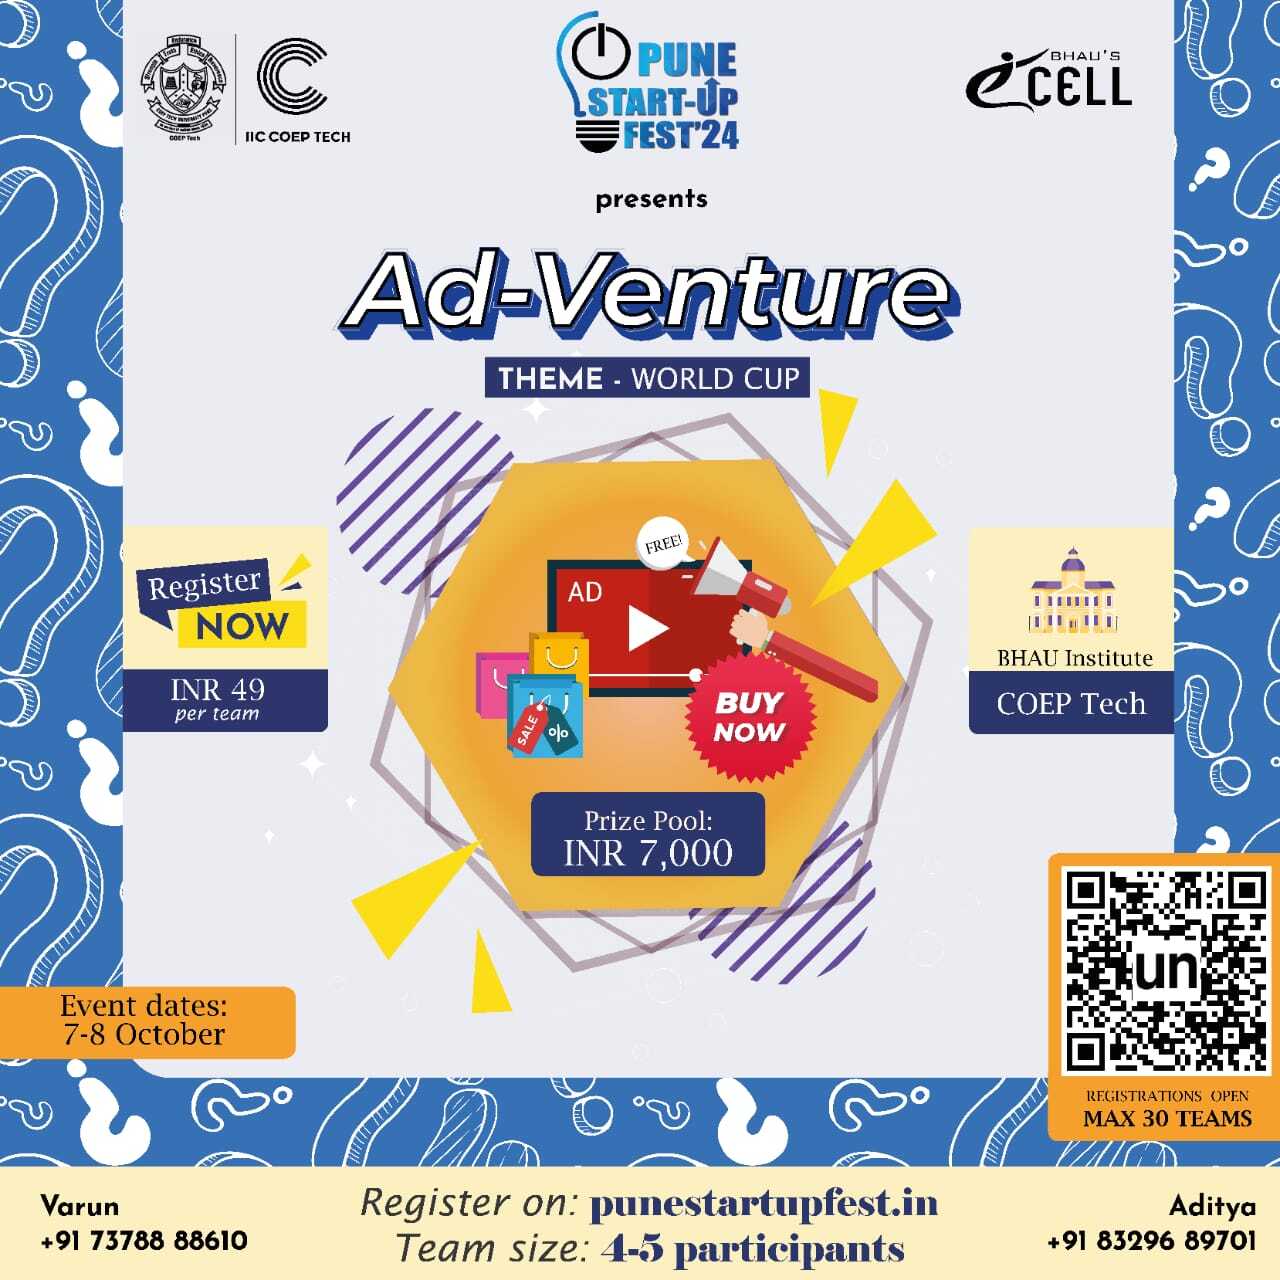 COEP Tech
IIC COEP TECH
PUNE
START-UP
FEST'24
BHAU'S
CELL
presents
Ad-Venture
THEME - WORLD CUP
FREE!
AD
Register
NOW
INR 49
per team
BHAU Institute
COEP Tech
SALE
%
BUY
NOW
Prize Pool:
INR 7,000
Event dates:
7-8 October
un
REGISTRATIONS OPEN
MAX 30 TEAMS
Varun
+91 73788 88610
Register on: punestartupfest.in
Team size: 4-5 participants
Aditya
+91 83296 89701